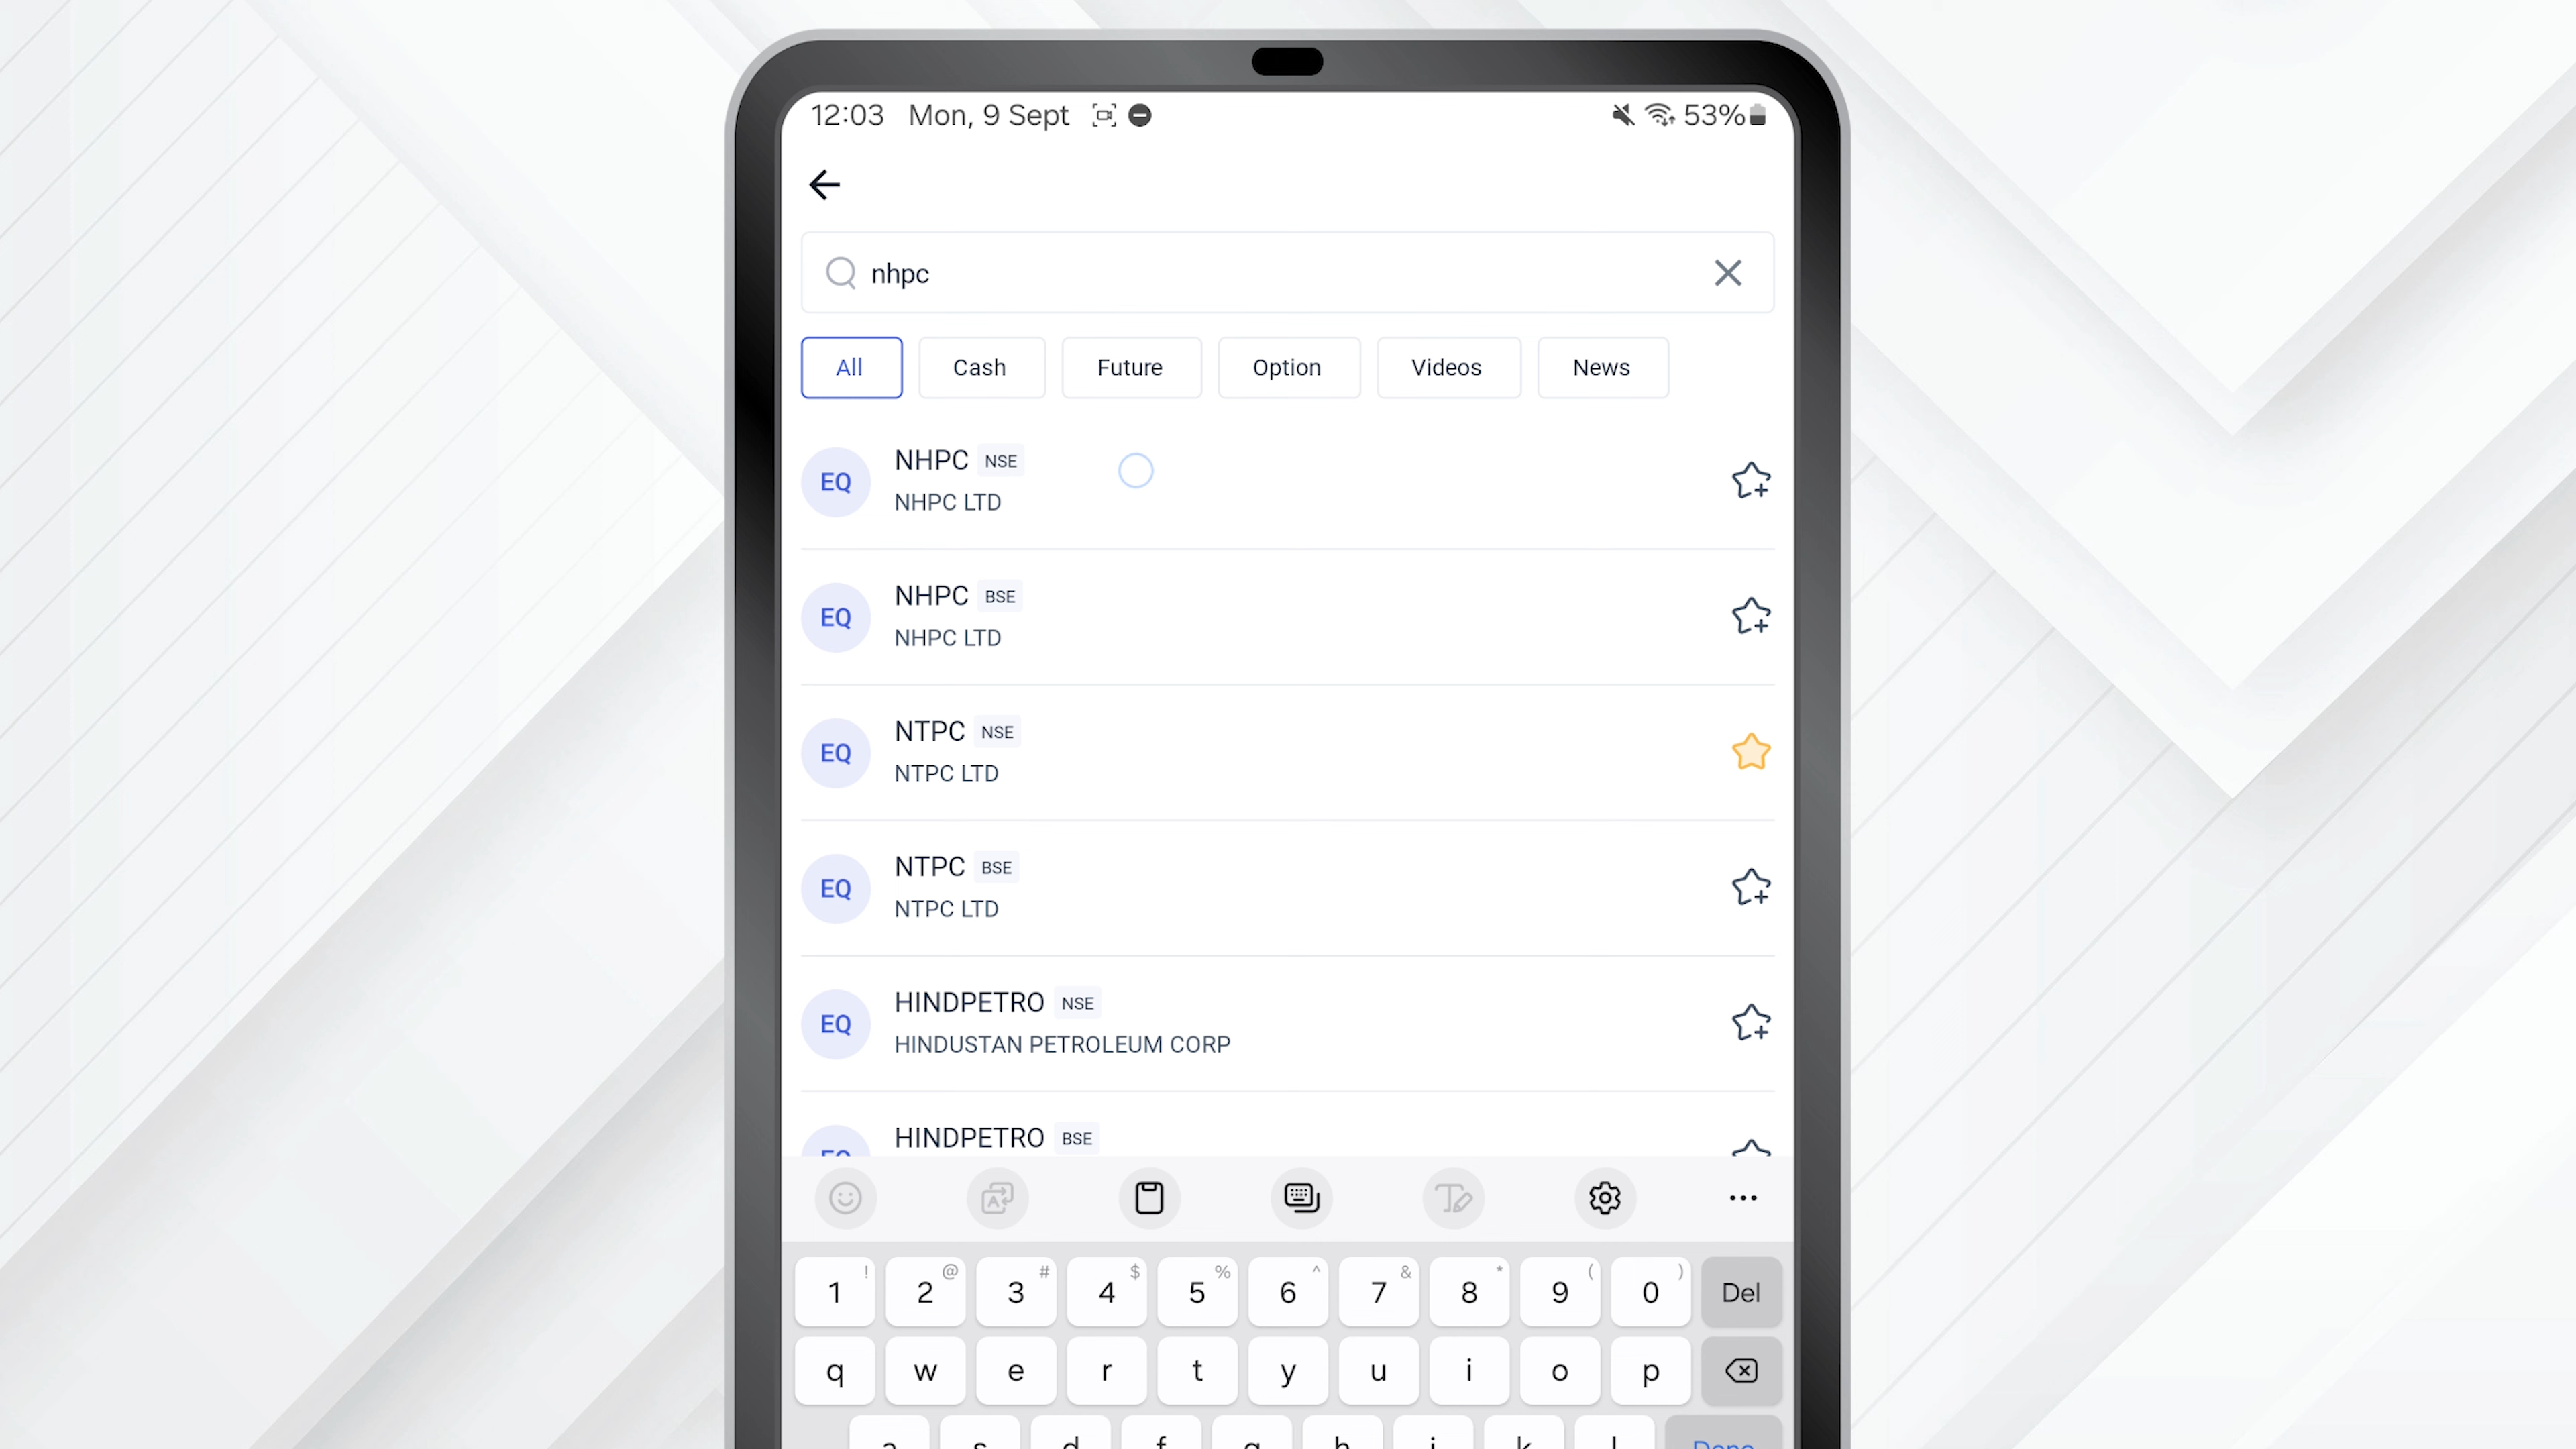 12:03 Mon, 9 Sept 53%
nhpc
All Cash Future Option Videos News
EQ NHPC NSE
NHPC LTD
EQ NHPC BSE
NHPC LTD
EQ NTPC NSE
NTPC LTD
EQ NTPC BSE
NTPC LTD
EQ HINDPETRO NSE
HINDUSTAN PETROLEUM CORP
EQ HINDPETRO BSE
! @ # $ % ^ & * ( )
1 2 3 4 5 6 7 8 9 0 Del
q w e r t y u i o p
a s d f g h j k l Done